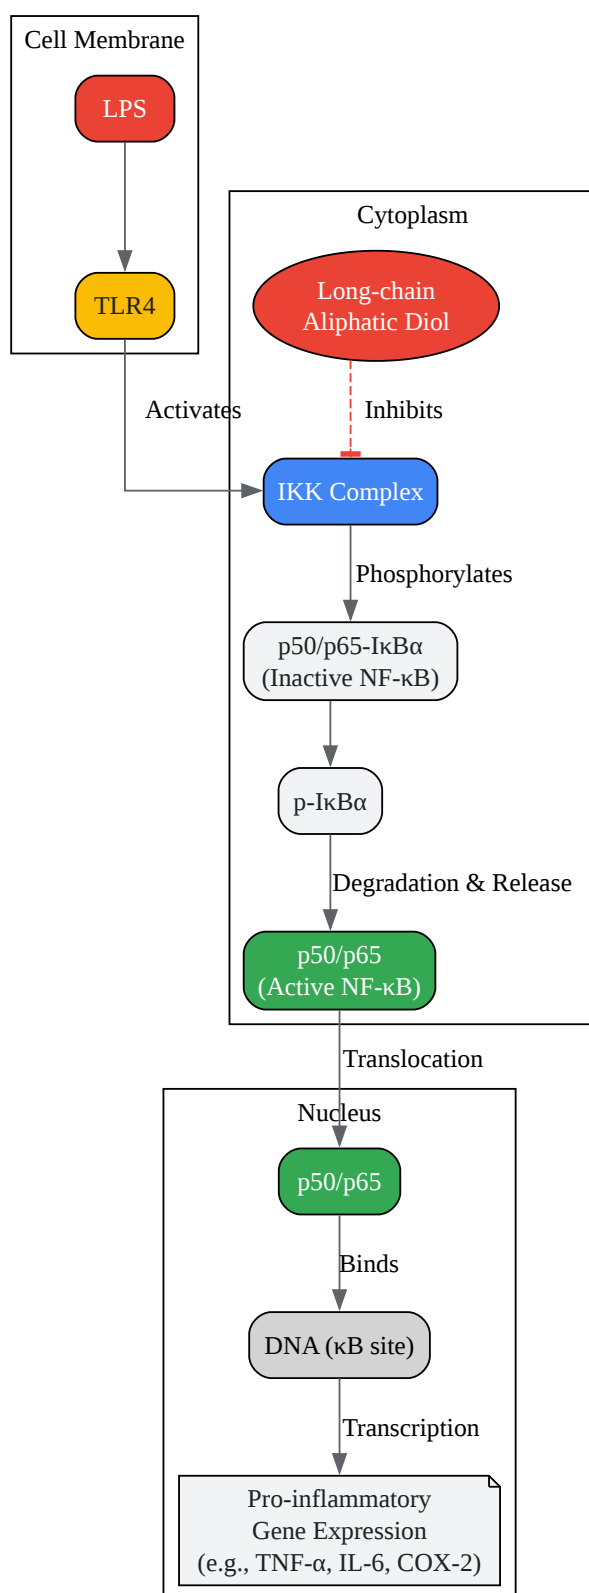 Cell Membrane
LPS
TLR4
Cytoplasm
Long-chain
Aliphatic Diol
Activates
Inhibits
IKK Complex
Phosphorylates
p50/p65-IκBα
(Inactive NF-κB)
p-IκBα
Degradation & Release
p50/p65
(Active NF-κB)
Translocation
Nucleus
p50/p65
Binds
DNA (κB site)
Transcription
Pro-inflammatory
Gene Expression
(e.g., TNF-α, IL-6, COX-2)